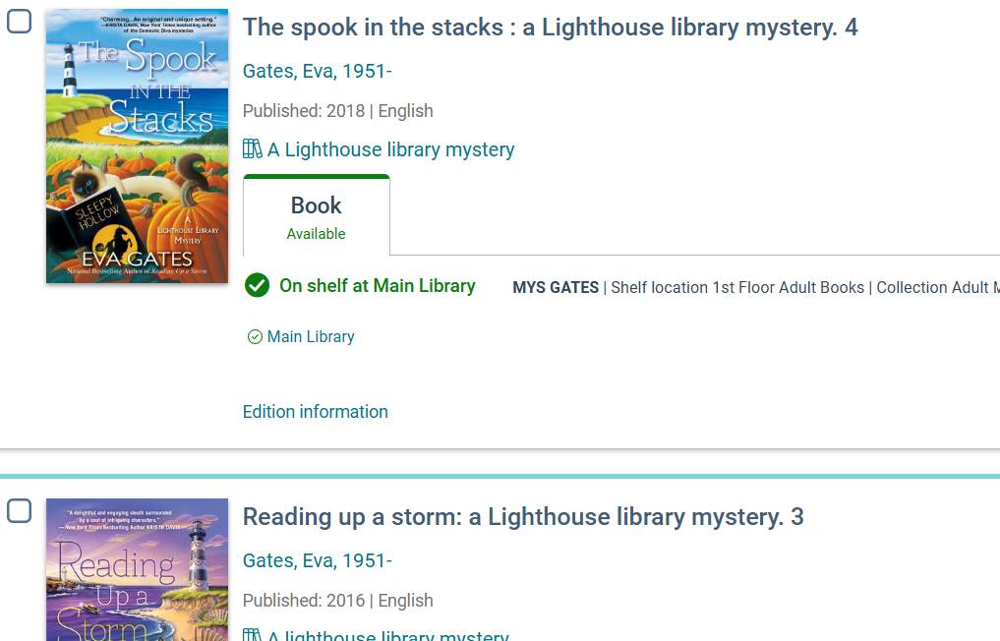 The spook in the stacks : a Lighthouse library mystery. 4
"Charming...An original and unique setting."
—KRISTA DAVIS, New York Times bestselling author
of the Domestic Diva mysteries
The Spook
IN THE
Stacks
SLEEPY
HOLLOW
A
LIGHTHOUSE LIBRARY
MYSTERY
EVA GATES
National Bestselling Author of Reading Up a Storm
Gates, Eva, 1951-
Published: 2018 | English
A Lighthouse library mystery
Book
Available
On shelf at Main Library
MYS GATES | Shelf location 1st Floor Adult Books | Collection Adult M
Main Library
Edition information
Reading up a storm: a Lighthouse library mystery. 3
"A delightful and engaging sleuth surrounded
by a cast of intriguing characters."
—New York Times Bestselling Author KRISTA DAVIS
Reading
Up a
Storm
Gates, Eva, 1951-
Published: 2016 | English
A lighthouse library mystery